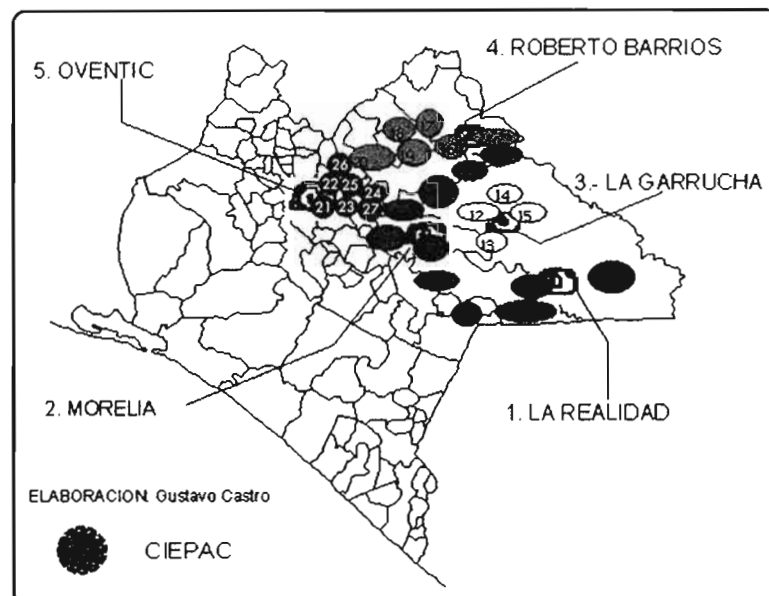 4. ROBERTO BARRIOS
5. OVENTIC
3.- LA GARRUCHA
26
22 25 24
21 23 27
14
12 15
13
2. MORELIA
1. LA REALIDAD
ELABORACION: Gustavo Castro
CIEPAC